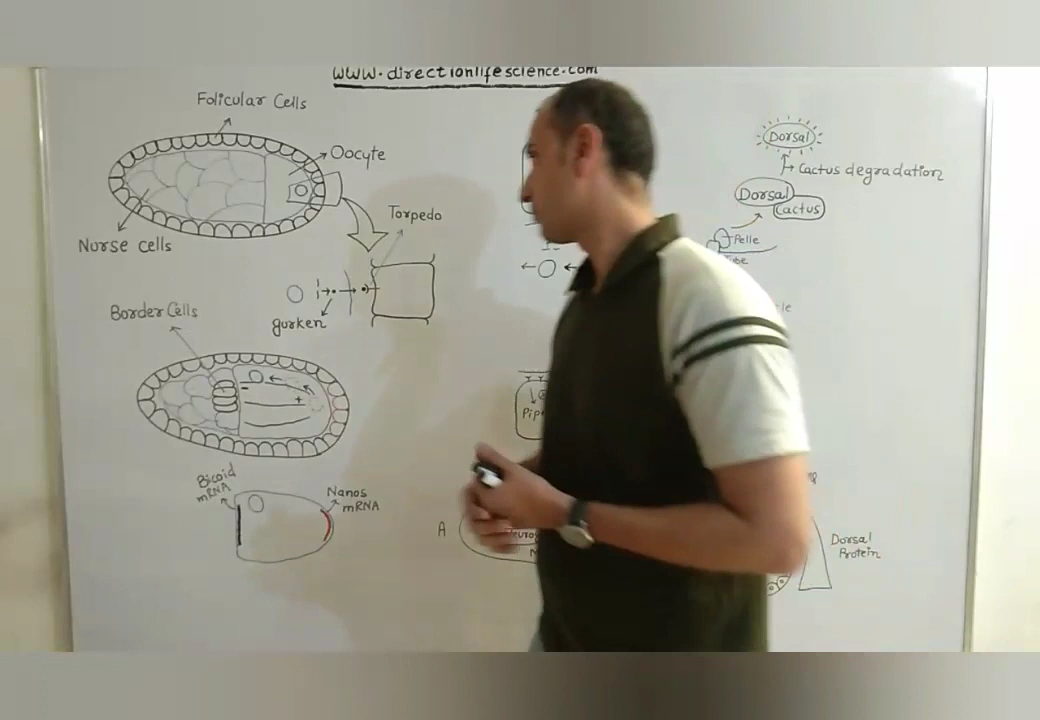 www.directionlifescience.com
Folicular Cells
Oocyte
Nurse cells
Torpedo
gurken
Border Cells
-
+
Bicoid
mRNA
Nanos
mRNA
Dorsal
Cactus degradation
Dorsal
Cactus
Pelle
A
Dorsal
Protein